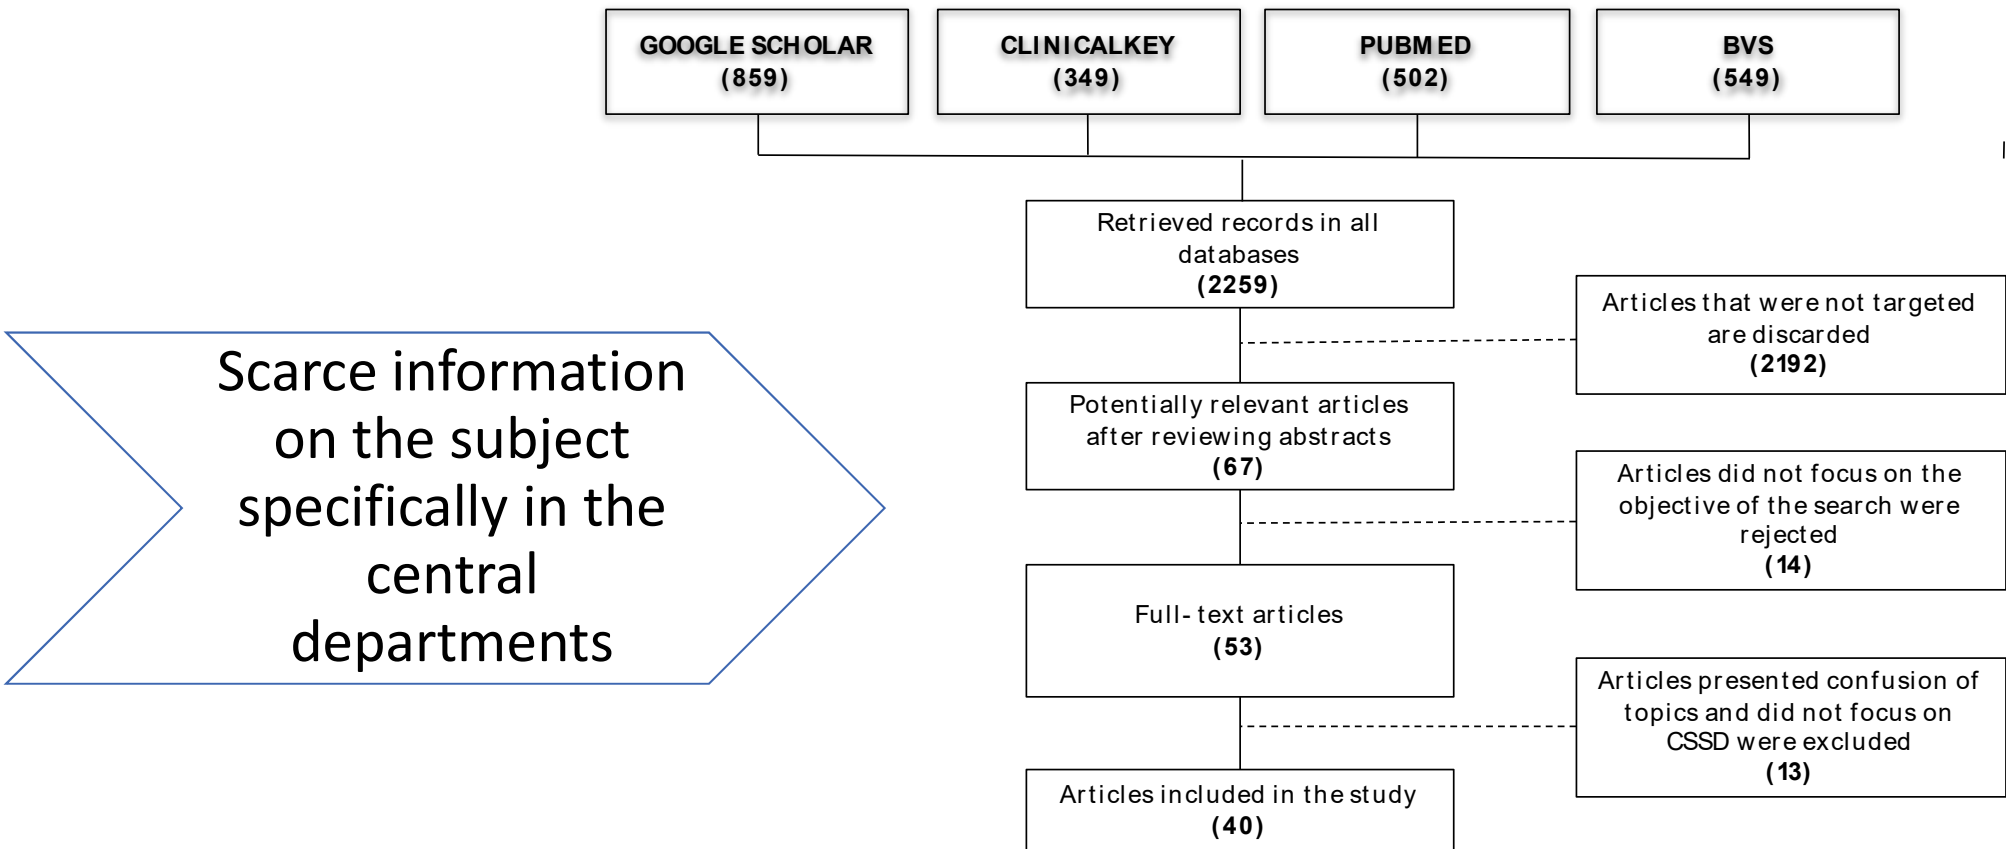 GOOGLE SCHOLAR
(859)
CLINICALKEY
(349)
PUBMED
(502)
BVS
(549)
Retrieved records in all
databases
(2259)
Articles that were not targeted
are discarded
(2192)
Potentially relevant articles
after reviewing abstracts
(67)
Articles did not focus on the
objective of the search were
rejected
(14)
Full-text articles
(53)
Articles presented confusion of
topics and did not focus on
CSSD were excluded
(13)
Articles included in the study
(40)
Scarce information
on the subject
specifically in the
central
departments